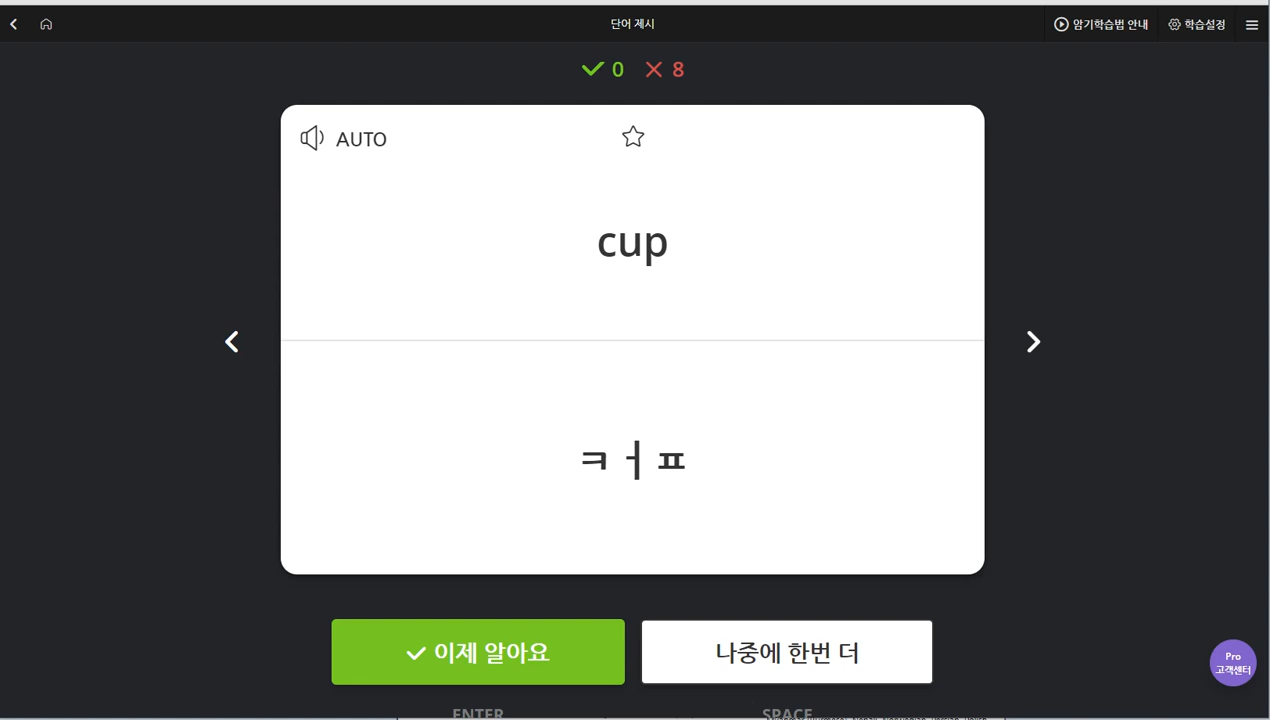 단어 제시
암기학습법 안내
학습설정
0
8
AUTO
cup
ㅋㅓㅍ
이제 알아요
나중에 한번 더
Pro
고객센터
ENTER
SPACE